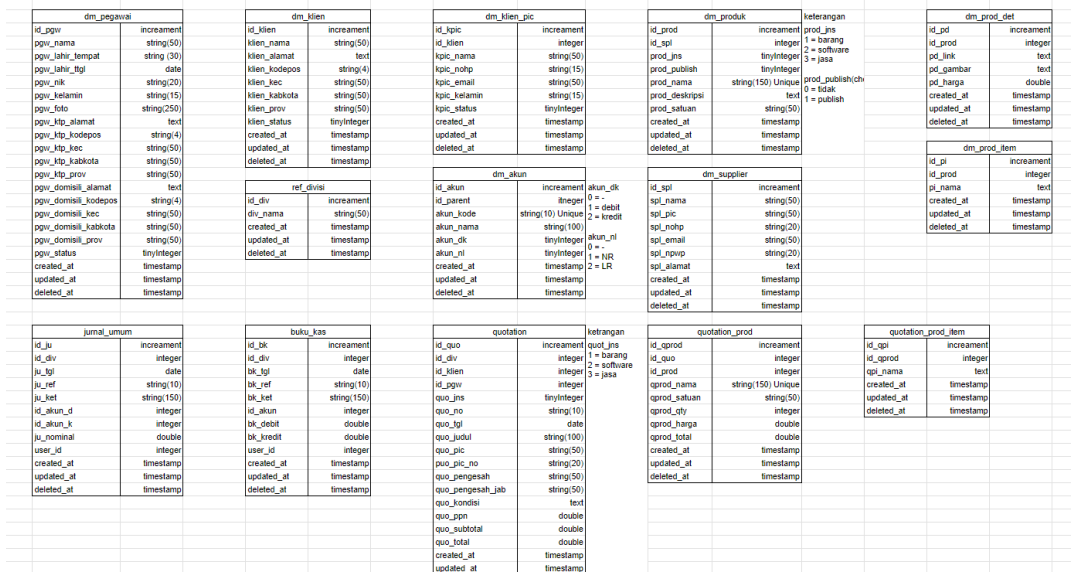 dm_pegawai
id_pgw increament
pgw_nama string(50)
pgw_lahir_tempat string (30)
pgw_lahir_ttgl date
pgw_nik string(20)
pgw_kelamin string(15)
pgw_foto string(250)
pgw_ktp_alamat text
pgw_ktp_kodepos string(4)
pgw_ktp_kec string(50)
pgw_ktp_kabkota string(50)
pgw_ktp_prov string(50)
pgw_domisili_alamat text
pgw_domisili_kodepos string(4)
pgw_domisili_kec string(50)
pgw_domisili_kabkota string(50)
pgw_domisili_prov string(50)
pgw_status tinyInteger
created_at timestamp
updated_at timestamp
deleted_at timestamp
dm_klien
id_klien increament
klien_nama string(50)
klien_alamat text
klien_kodepos string(4)
klien_kec string(50)
klien_kabkota string(50)
klien_prov string(50)
klien_status tinyInteger
created_at timestamp
updated_at timestamp
deleted_at timestamp
ref_divisi
id_div increament
div_nama string(50)
created_at timestamp
updated_at timestamp
deleted_at timestamp
dm_klien_pic
id_kpic increament
id_klien integer
kpic_nama string(50)
kpic_nohp string(15)
kpic_email string(50)
kpic_kelamin string(15)
kpic_status tinyInteger
created_at timestamp
updated_at timestamp
deleted_at timestamp
dm_akun
id_akun increament
id_parent itneger
akun_kode string(10) Unique
akun_nama string(100)
akun_dk tinyInteger
akun_nl tinyInteger
created_at timestamp
updated_at timestamp
deleted_at timestamp
akun_dk
0 = -
1 = debit
2 = kredit
akun_nl
0 = -
1 = NR
2 = LR
dm_produk
id_prod increament
id_spl integer
prod_jns tinyInteger
prod_publish tinyInteger
prod_nama string(150) Unique
prod_deskripsi text
prod_satuan string(50)
created_at timestamp
updated_at timestamp
deleted_at timestamp
keterangan
prod_jns
1 = barang
2 = software
3 = jasa
prod_publish(che
0 = tidak
1 = publish
dm_supplier
id_spl increament
spl_nama string(50)
spl_pic string(50)
spl_nohp string(20)
spl_email string(50)
spl_npwp string(20)
spl_alamat text
created_at timestamp
updated_at timestamp
deleted_at timestamp
dm_prod_det
id_pd increament
id_prod integer
pd_link text
pd_gambar text
pd_harga double
created_at timestamp
updated_at timestamp
deleted_at timestamp
dm_prod_item
id_pi increament
id_prod integer
pi_nama text
created_at timestamp
updated_at timestamp
deleted_at timestamp
jurnal_umum
id_ju increament
id_div integer
ju_tgl date
ju_ref string(10)
ju_ket string(150)
id_akun_d integer
id_akun_k integer
ju_nominal double
user_id integer
created_at timestamp
updated_at timestamp
deleted_at timestamp
buku_kas
id_bk increament
id_div integer
bk_tgl date
bk_ref string(10)
bk_ket string(150)
id_akun integer
bk_debit double
bk_kredit double
user_id integer
created_at timestamp
updated_at timestamp
deleted_at timestamp
quotation
id_quo increament
id_div integer
id_klien integer
id_pgw integer
quo_jns tinyInteger
quo_no string(10)
quo_tgl date
quo_judul string(100)
quo_pic string(50)
puo_pic_no string(20)
quo_pengesah string(50)
quo_pengesah_jab string(50)
quo_kondisi text
quo_ppn double
quo_subtotal double
quo_total double
created_at timestamp
updated_at timestamp
ketrangan
quot_jns
1 = barang
2 = software
3 = jasa
quotation_prod
id_qprod increament
id_quo integer
id_prod integer
qprod_nama string(150) Unique
qprod_satuan string(50)
qprod_qty integer
qprod_harga double
qprod_total double
created_at timestamp
updated_at timestamp
deleted_at timestamp
quotation_prod_item
id_qpi increament
id_qprod integer
qpi_nama text
created_at timestamp
updated_at timestamp
deleted_at timestamp